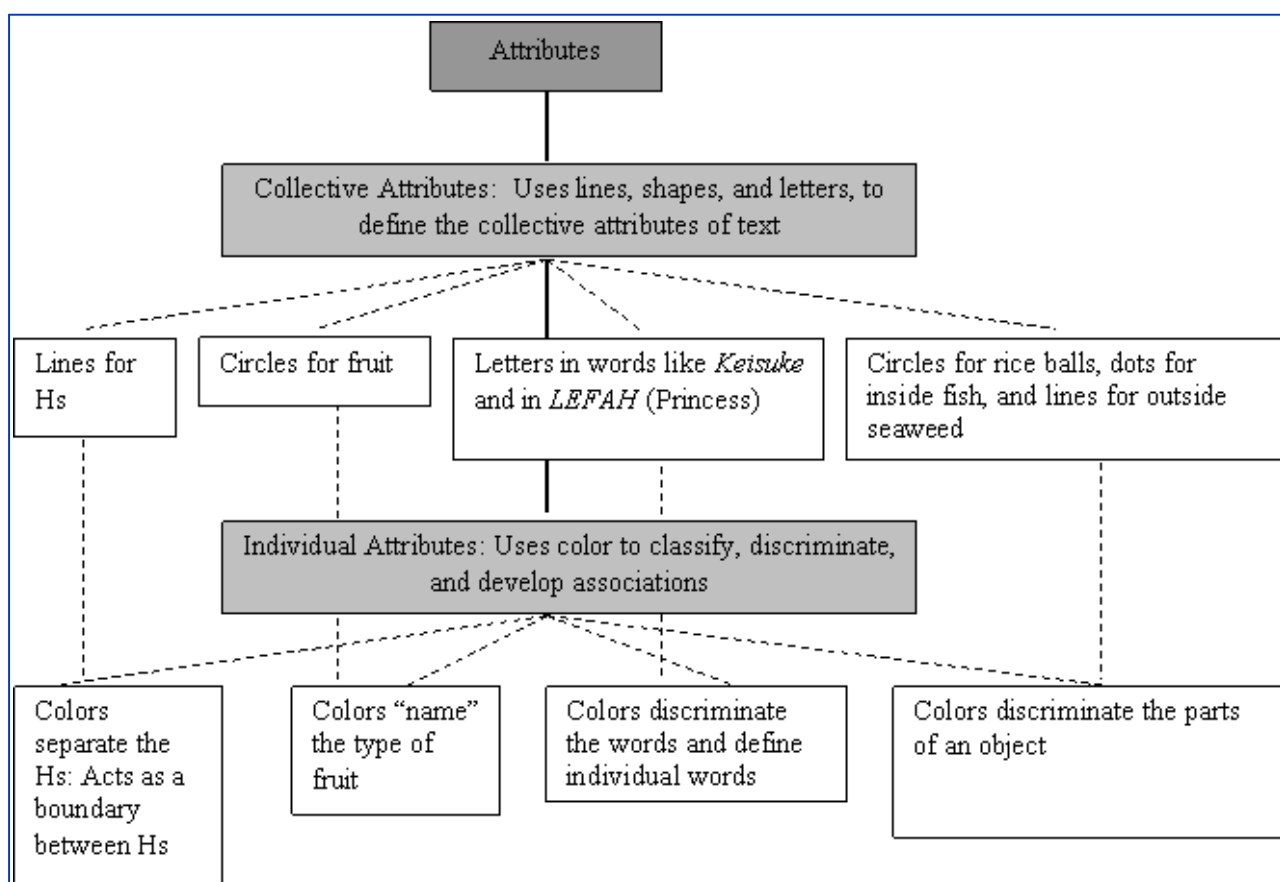 Attributes
Collective Attributes:  Uses lines, shapes, and letters, to
define the collective attributes of text
Lines for
Hs
Circles for fruit
Letters in words like Keisuke
and in LEFAH (Princess)
Circles for rice balls, dots for
inside fish, and lines for outside
seaweed
Individual Attributes: Uses color to classify, discriminate,
and develop associations
Colors
separate the
Hs: Acts as a
boundary
between Hs
Colors “name”
the type of
fruit
Colors discriminate
the words and define
individual words
Colors discriminate the parts
of an object